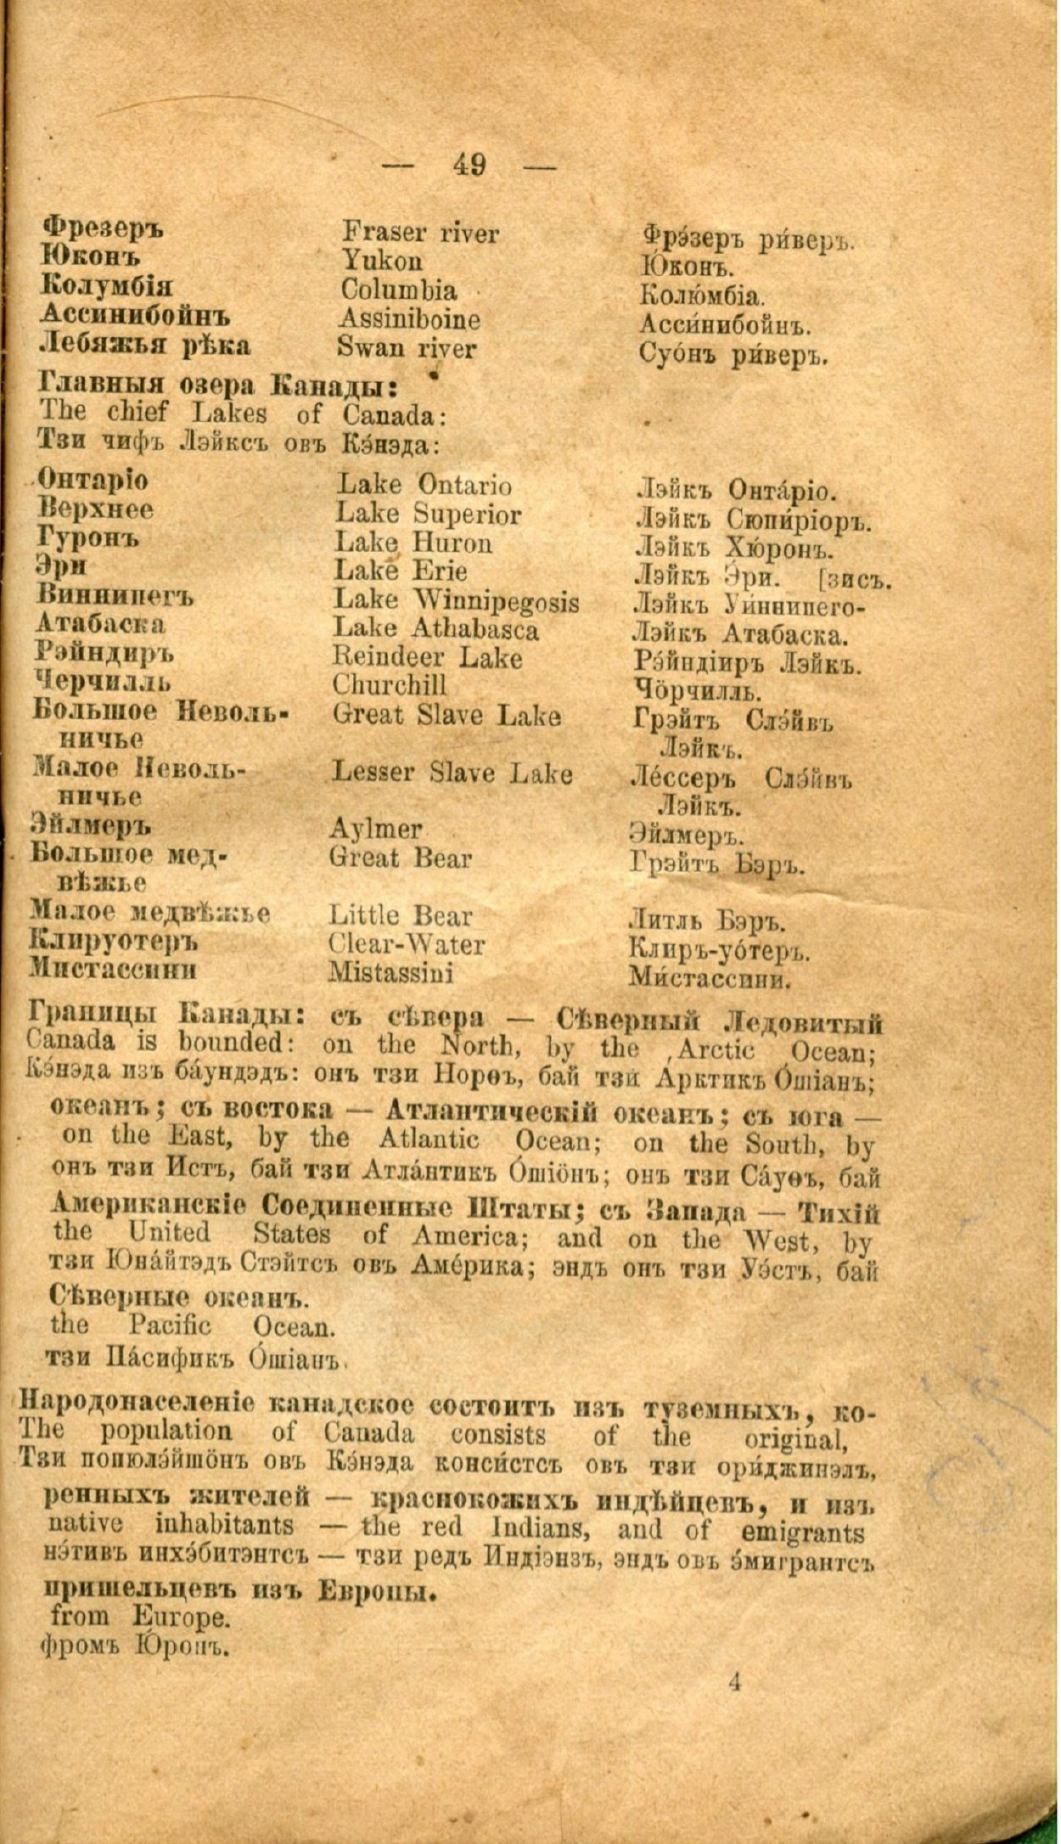 — 49 —
Фрезеръ Fraser river Фрэ́зеръ ри́веръ.
Юконъ Yukon Ю́конъ.
Колумбія Columbia Колю́мбіа.
Ассинибойнъ Assiniboine Асси́нибойнъ.
Лебяжья рѣка Swan river Суо́нъ ри́веръ.
Главныя озера Канады:
The chief Lakes of Canada:
Тзи чифъ Лэйксъ овъ Кэ́нэда:
Онтаріо Lake Ontario Лэйкъ Онта́ріо.
Верхнее Lake Superior Лэйкъ Сюпи́ріоръ.
Гуронъ Lake Huron Лэйкъ Хю́ронъ.
Эри Lake Erie Лэйкъ Э́ри. [зисъ.
Виннипегъ Lake Winnipegosis Лэйкъ Уи́ннипего-
Атабаска Lake Athabasca Лэйкъ Атабаска.
Рэйндиръ Reindeer Lake Рэ́йндіиръ Лэйкъ.
Черчилль Churchill Чӧрчилль.
Большое Неволь- Great Slave Lake Грэйтъ Слэ́йвъ
ничье Лэйкъ.
Малое Неволь- Lesser Slave Lake Ле́ссеръ Слэ́йвъ
ничье Лэйкъ.
Эйлмеръ Aylmer Эйлмеръ.
Большое мед- Great Bear Грэйтъ Бэръ.
вѣжье
Малое медвѣжье Little Bear Литль Бэръ.
Клируотеръ Clear-Water Клиръ-уо́теръ.
Мистассини Mistassini Ми́стассини.
Границы Канады: съ сѣвера — Сѣверный Ледовитый
Canada is bounded: on the North, by the Arctic Ocean;
Кэ́нэда изъ ба́ундэдъ: онъ тзи Норѳъ, бай тзи Арктикъ О́шіанъ;
океанъ; съ востока — Атлантическій океанъ; съ юга —
on the East, by the Atlantic Ocean; on the South, by
онъ тзи Истъ, бай тзи Атла́нтикъ О́шіӧнъ; онъ тзи Са́уѳъ, бай
Американскіе Соединенные Штаты; съ Запада — Тихій
the United States of America; and on the West, by
тзи Юна́йтэдъ Стэйтсъ овъ Аме́рика; эндъ онъ тзи Уэ́стъ, бай
Сѣверные океанъ.
the Pacific Ocean.
тзи Па́сификъ О́шіанъ.
Народонаселеніе канадское состоитъ изъ туземныхъ, ко-
The population of Canada consists of the original,
Тзи попюлэ́йшӧнъ овъ Кэ́нэда конси́стсъ овъ тзи ори́джинэлъ,
ренныхъ жителей — краснокожихъ индѣйцевъ, и изъ
native inhabitants — the red Indians, and of emigrants
нэ́тивъ инхэ́битэнтсъ — тзи редъ Индіэнзъ, эндъ овъ э́мигрантсъ
пришельцевъ изъ Европы.
from Europe.
фромъ Ю́ропъ.
4